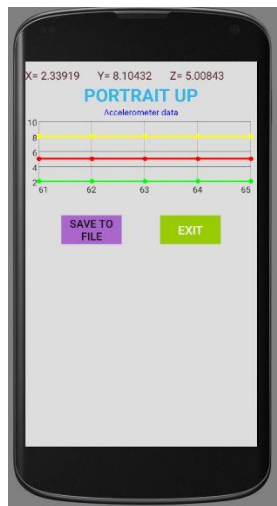 X= 2.33919 Y= 8.10432 Z= 5.00843
PORTRAIT UP
Accelerometer data
10
8
6
4
2
61 62 63 64 65
SAVE TO
FILE
EXIT